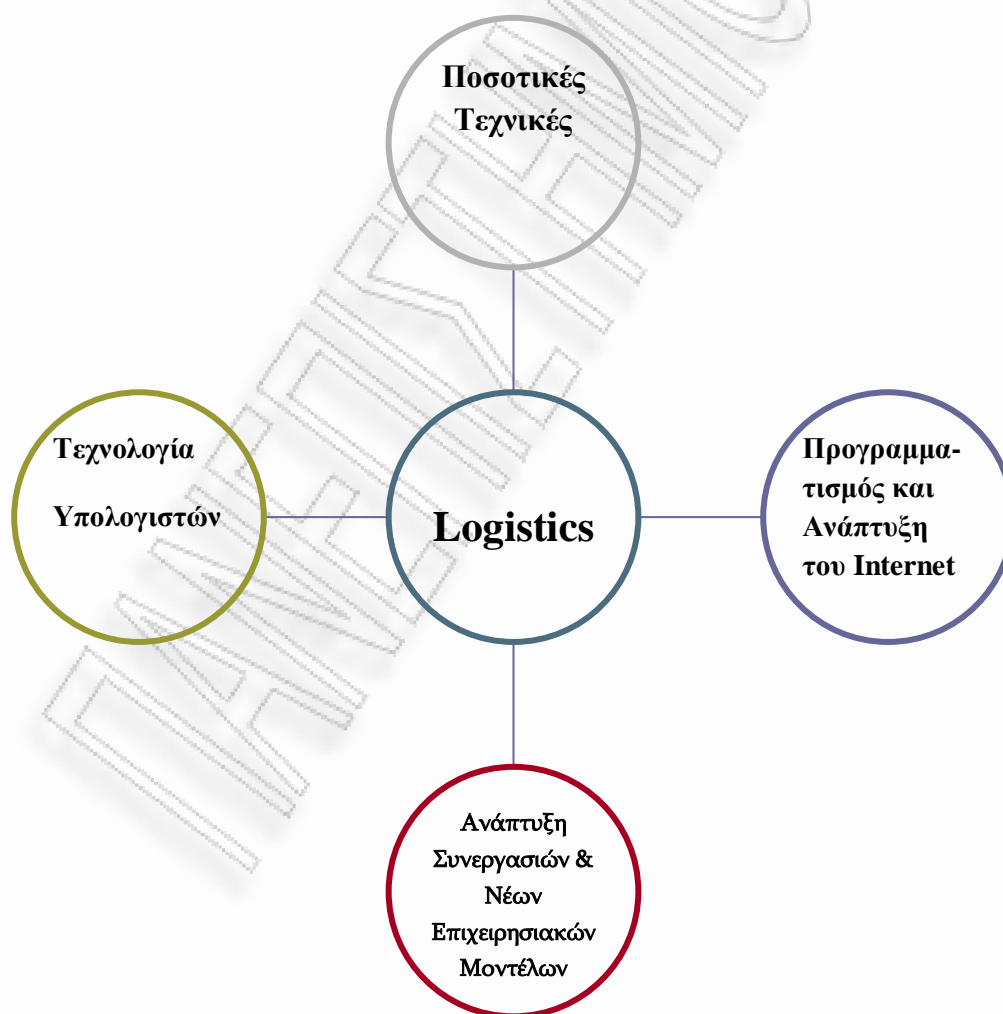 Ποσοτικές
Τεχνικές
Τεχνολογία
Υπολογιστών
Logistics
Προγραμμα-
τισμός και
Ανάπτυξη
του Internet
Ανάπτυξη
Συνεργασιών &
Νέων
Επιχειρησιακών
Μοντέλων